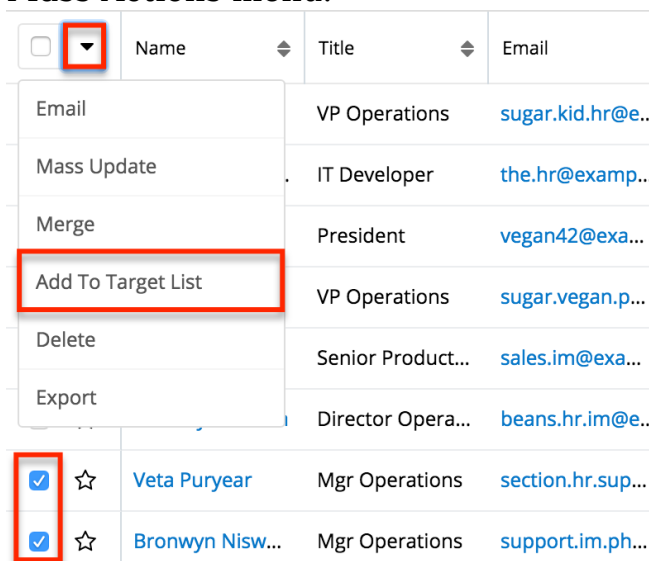 Mass Actions menu.
Name Title Email
Email VP Operations sugar.kid.hr@e...
Mass Update . IT Developer the.hr@examp...
Merge President vegan42@exa...
Add To Target List VP Operations sugar.vegan.p...
Delete Senior Product... sales.im@exa...
Export Director Opera... beans.hr.im@e...
Veta Puryear Mgr Operations section.hr.sup...
Bronwyn Nisw... Mgr Operations support.im.ph...